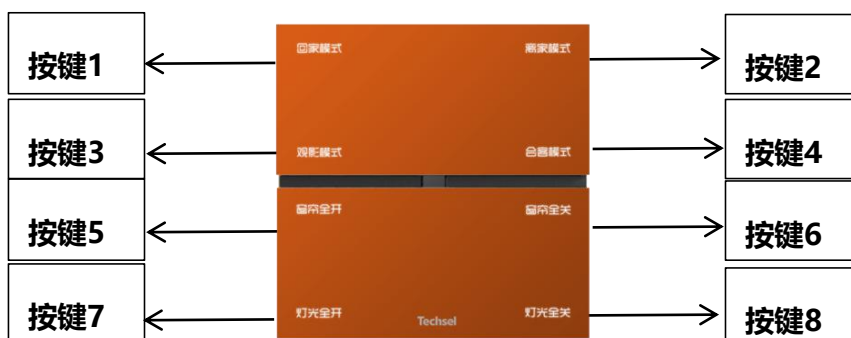 按键1
回家模式
离家模式
按键2
按键3
观影模式
会客模式
按键4
按键5
窗帘全开
窗帘全关
按键6
按键7
灯光全开
Techsel
灯光全关
按键8